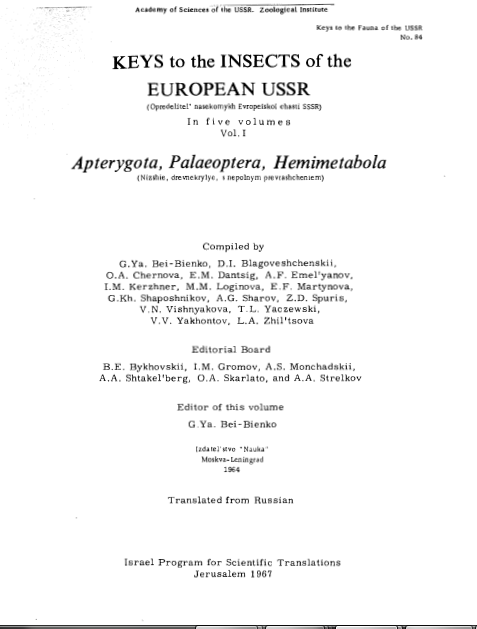 Academy of Sciences of the USSR. Zoological Institute
Keys to the Fauna of the USSR
No. 84
KEYS to the INSECTS of the
EUROPEAN USSR
(Opredelitel' nasekomykh Evropeiskoi chasti SSSR)
In five volumes
Vol. I
Apterygota, Palaeoptera, Hemimetabola
(Nizshie, drevnekrylye, s nepolnym prevrashcheniem)
Compiled by
G.Ya. Bei-Bienko, D.I. Blagoveshchenskii,
O.A. Chernova, E.M. Dantsig, A.F. Emel'yanov,
I.M. Kerzhner, M.M. Loginova, E.F. Martynova,
G.Kh. Shaposhnikov, A.G. Sharov, Z.D. Spuris,
V.N. Vishnyakova, T.L. Yaczewski,
V.V. Yakhontov, L.A. Zhil'tsova
Editorial Board
B.E. Bykhovskii, I.M. Gromov, A.S. Monchadskii,
A.A. Shtakel'berg, O.A. Skarlato, and A.A. Strelkov
Editor of this volume
G.Ya. Bei-Bienko
Izdatel'stvo "Nauka"
Moskva-Leningrad
1964
Translated from Russian
Israel Program for Scientific Translations
Jerusalem 1967